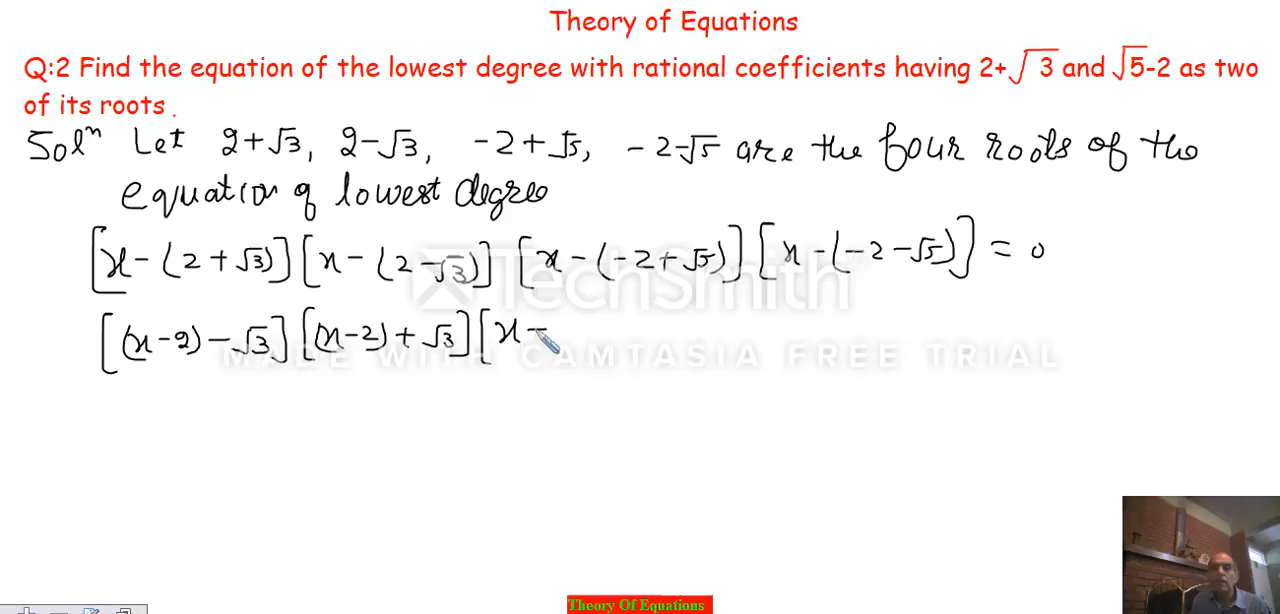 Theory of Equations
Q:2 Find the equation of the lowest degree with rational coefficients having 2+√3 and √5-2 as two
of its roots.
Solⁿ Let 2+√3, 2-√3, -2+√5, -2-√5 are the four roots of the
equation of lowest degree
[x-(2+√3)][x-(2-√3)][x-(-2+√5)][x-(-2-√5)]=0
TechSmith
[(x-2)-√3][(x-2)+√3][x-
MADE WITH CAMTASIA FREE TRIAL
Theory Of Equations